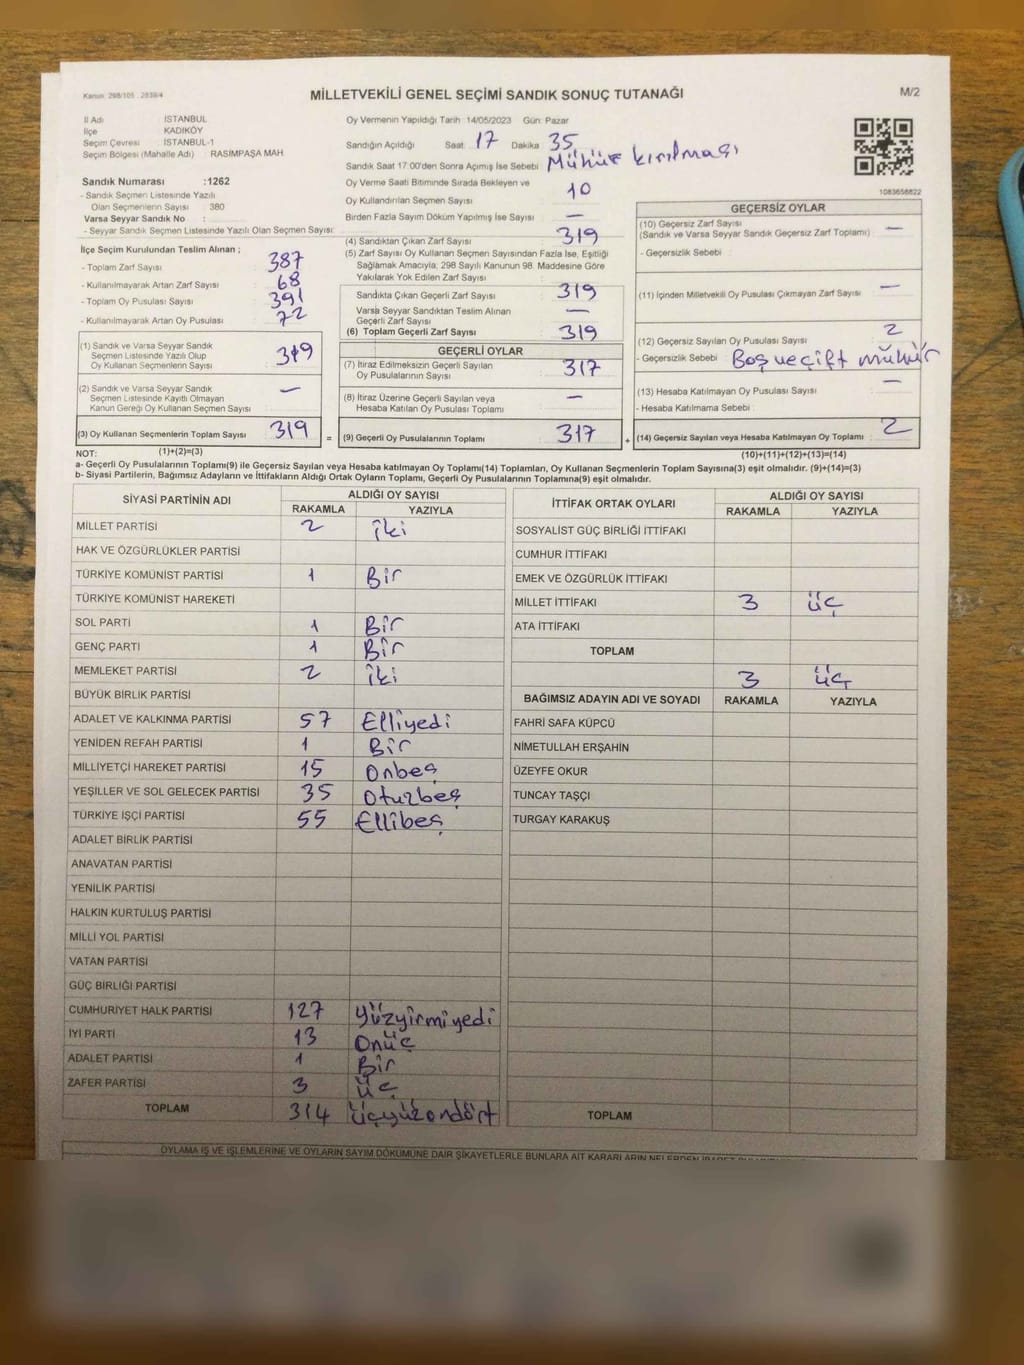 Kanun: 298/105 . 2839/4
MİLLETVEKİLİ GENEL SEÇİMİ SANDIK SONUÇ TUTANAĞI
M/2
İl Adı İSTANBUL
İlçe KADIKÖY
Seçim Çevresi İSTANBUL-1
Seçim Bölgesi (Mahalle Adı) RASİMPAŞA MAH.
Oy Vermenin Yapıldığı Tarih :14/05/2023 Gün: Pazar
Sandığın Açıldığı Saat 17 Dakika 35
Sandık Saat 17:00'den Sonra Açımış İse Sebebi Mühür kırılması
Oy Verme Saati Bitiminde Sırada Bekleyen ve
Oy Kullandırılan Seçmen Sayısı 10
Birden Fazla Sayım Döküm Yapılmış İse Sayısı : —
1083658822
Sandık Numarası :1262
- Sandık Seçmen Listesinde Yazılı
Olan Seçmenlerin Sayısı : 380
Varsa Seyyar Sandık No :
- Seyyar Sandık Seçmen Listesinde Yazılı Olan Seçmen Sayısı:
İlçe Seçim Kurulundan Teslim Alınan ;
- Toplam Zarf Sayısı 387
- Kullanılmayarak Artan Zarf Sayısı : 68
- Toplam Oy Pusulası Sayısı 391
- Kullanılmayarak Artan Oy Pusulası 72
(1) Sandık ve Varsa Seyyar Sandık
Seçmen Listesinde Yazılı Olup
Oy Kullanan Seçmenlerin Sayısı 319
(2) Sandık ve Varsa Seyyar Sandık
Seçmen Listesinde Kayıtlı Olmayan
Kanun Gereği Oy Kullanan Seçmen Sayısı —
(3) Oy Kullanan Seçmenlerin Toplam Sayısı 319
(4) Sandıktan Çıkan Zarf Sayısı 319
(5) Zarf Sayısı Oy Kullanan Seçmen Sayısından Fazla İse, Eşitliği
Sağlamak Amacıyla, 298 Sayılı Kanunun 98. Maddesine Göre
Yakılarak Yok Edilen Zarf Sayısı
Sandıkta Çıkan Geçerli Zarf Sayısı 319
Varsa Seyyar Sandıktan Teslim Alınan
Geçerli Zarf Sayısı —
(6) Toplam Geçerli Zarf Sayısı 319
GEÇERLİ OYLAR
(7) İtiraz Edilmeksizin Geçerli Sayılan
Oy Pusulalarının Sayısı 317
(8) İtiraz Üzerine Geçerli Sayılan veya
Hesaba Katılan Oy Pusulası Toplamı —
= (9) Geçerli Oy Pusulalarının Toplamı 317
GEÇERSİZ OYLAR
(10) Geçersiz Zarf Sayısı
(Sandık ve Varsa Seyyar Sandık Geçersiz Zarf Toplamı) —
- Geçersizlik Sebebi :
(11) İçinden Milletvekili Oy Pusulası Çıkmayan Zarf Sayısı —
(12) Geçersiz Sayılan Oy Pusulası Sayısı 2
- Geçersizlik Sebebi : Boş ve çift mühür
(13) Hesaba Katılmayan Oy Pusulası Sayısı —
- Hesaba Katılmama Sebebi :
+ (14) Geçersiz Sayılan veya Hesaba Katılmayan Oy Toplamı : 2
NOT: (1)+(2)=(3) (10)+(11)+(12)+(13)=(14)
a- Geçerli Oy Pusulalarının Toplamı(9) ile Geçersiz Sayılan veya Hesaba katılmayan Oy Toplamı(14) Toplamları, Oy Kullanan Seçmenlerin Toplam Sayısına(3) eşit olmalıdır. (9)+(14)=(3)
b- Siyasi Partilerin, Bağımsız Adayların ve İttifakların Aldığı Ortak Oyların Toplamı, Geçerli Oy Pusulalarının Toplamına(9) eşit olmalıdır.
SİYASİ PARTİNİN ADI ALDIĞI OY SAYISI
RAKAMLA YAZIYLA
MİLLET PARTİSİ 2 iki
HAK VE ÖZGÜRLÜKLER PARTİSİ
TÜRKİYE KOMÜNİST PARTİSİ 1 Bir
TÜRKİYE KOMÜNİST HAREKETİ
SOL PARTİ 1 Bir
GENÇ PARTİ 1 Bir
MEMLEKET PARTİSİ 2 iki
BÜYÜK BİRLİK PARTİSİ
ADALET VE KALKINMA PARTİSİ 57 Elliyedi
YENİDEN REFAH PARTİSİ 1 Bir
MİLLİYETÇİ HAREKET PARTİSİ 15 Onbeş
YEŞİLLER VE SOL GELECEK PARTİSİ 35 Oturbeş
TÜRKİYE İŞÇİ PARTİSİ 55 Ellibeş
ADALET BİRLİK PARTİSİ
ANAVATAN PARTİSİ
YENİLİK PARTİSİ
HALKIN KURTULUŞ PARTİSİ
MİLLİ YOL PARTİSİ
VATAN PARTİSİ
GÜÇ BİRLİĞİ PARTİSİ
CUMHURİYET HALK PARTİSİ 127 Yüzyirmiyedi
İYİ PARTİ 13 Onüç
ADALET PARTİSİ 1 Bir
ZAFER PARTİSİ 3 Üç
TOPLAM 314 üçyüzondört
İTTİFAK ORTAK OYLARI ALDIĞI OY SAYISI
RAKAMLA YAZIYLA
SOSYALİST GÜÇ BİRLİĞİ İTTİFAKI
CUMHUR İTTİFAKI
EMEK VE ÖZGÜRLÜK İTTİFAKI
MİLLET İTTİFAKI 3 üç
ATA İTTİFAKI
TOPLAM 3 üç
BAĞIMSIZ ADAYIN ADI VE SOYADI RAKAMLA YAZIYLA
FAHRİ SAFA KÜPCÜ
NİMETULLAH ERŞAHİN
ÜZEYFE OKUR
TUNCAY TAŞÇI
TURGAY KARAKUŞ
TOPLAM
OYLAMA İŞ VE İŞLEMLERİNE VE OYLARIN SAYIM DÖKÜMÜNE DAİR ŞİKAYETLERLE BUNLARA AİT KARARLARIN